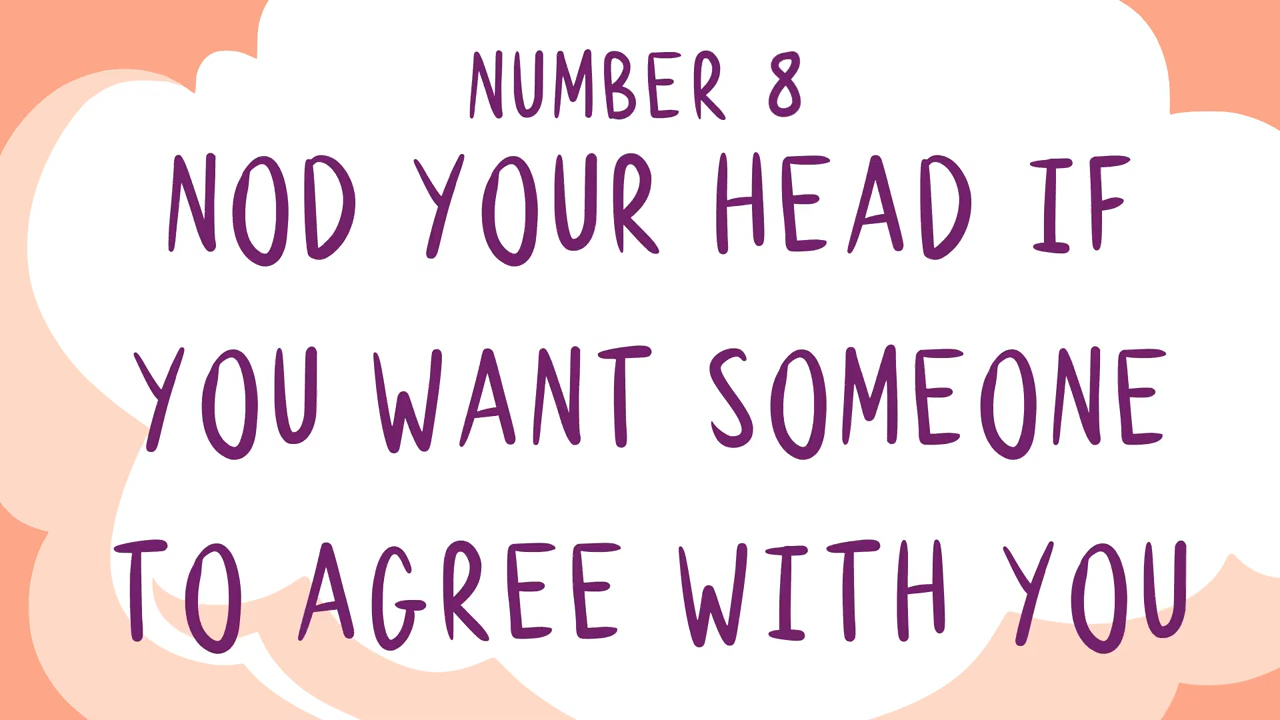 NUMBER 8
NOD YOUR HEAD IF
YOU WANT SOMEONE
TO AGREE WITH YOU